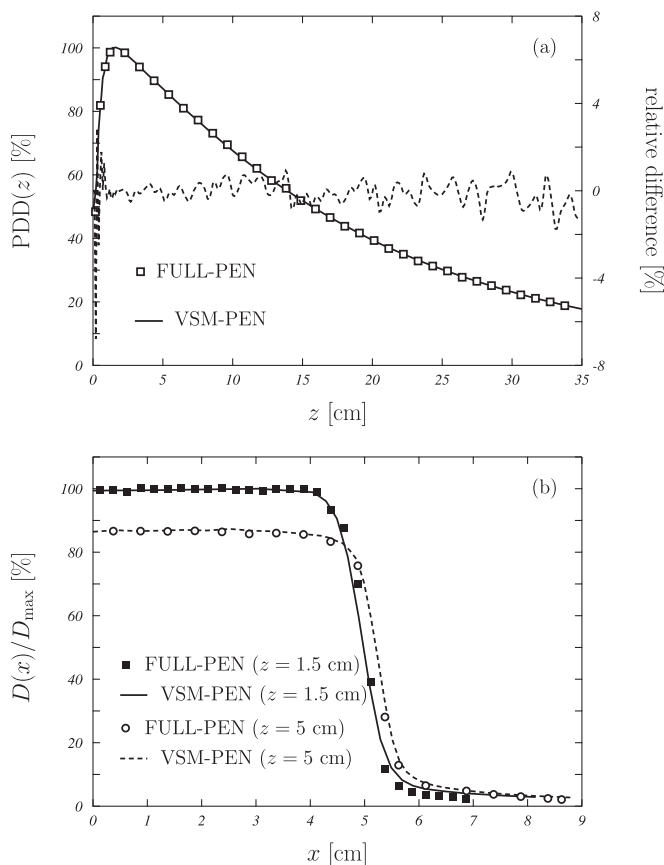 (a)
100
80
60
40
20
0
PDD(z) [%]
8
4
0
-4
-8
relative difference [%]
FULL-PEN
VSM-PEN
0 5 10 15 20 25 30 35
z [cm]
(b)
100
80
60
40
20
0
D(x)/Dmax [%]
FULL-PEN (z = 1.5 cm)
VSM-PEN (z = 1.5 cm)
FULL-PEN (z = 5 cm)
VSM-PEN (z = 5 cm)
0 1 2 3 4 5 6 7 8 9
x [cm]